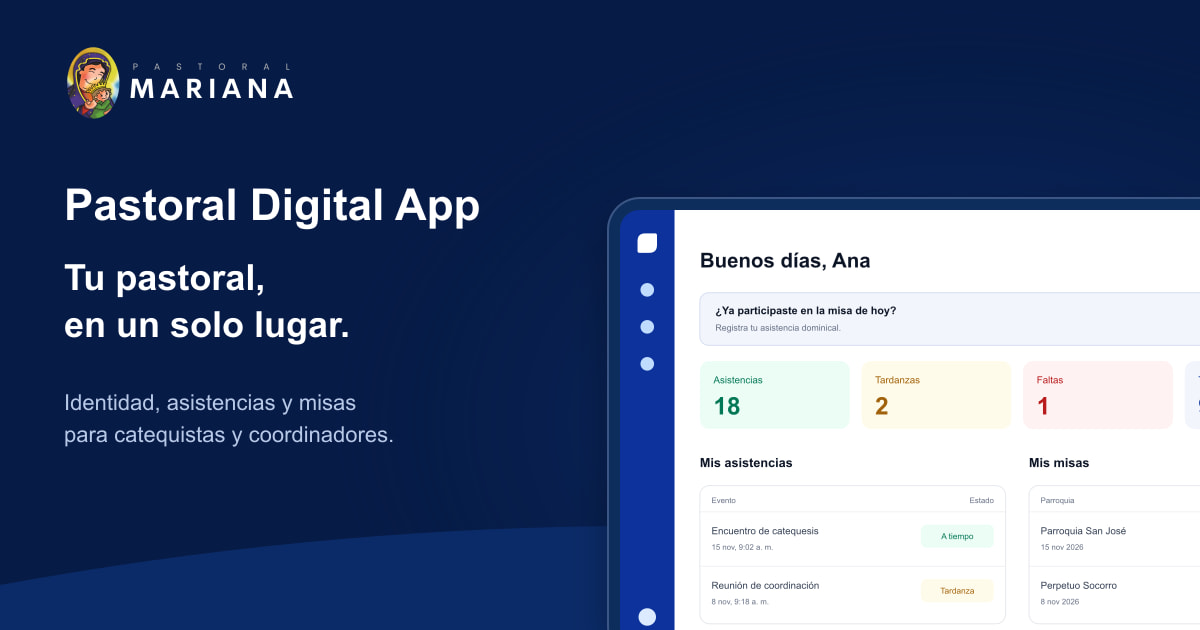 PASTORAL
MARIANA
Pastoral Digital App
Tu pastoral,
en un solo lugar.
Identidad, asistencias y misas
para catequistas y coordinadores.
Buenos días, Ana
¿Ya participaste en la misa de hoy?
Registra tu asistencia dominical.
Asistencias
18
Tardanzas
2
Faltas
1
Mis asistencias
Evento Estado
Encuentro de catequesis
15 nov, 9:02 a. m.
A tiempo
Reunión de coordinación
8 nov, 9:18 a. m.
Tardanza
Mis misas
Parroquia
Parroquia San José
15 nov 2026
Perpetuo Socorro
8 nov 2026